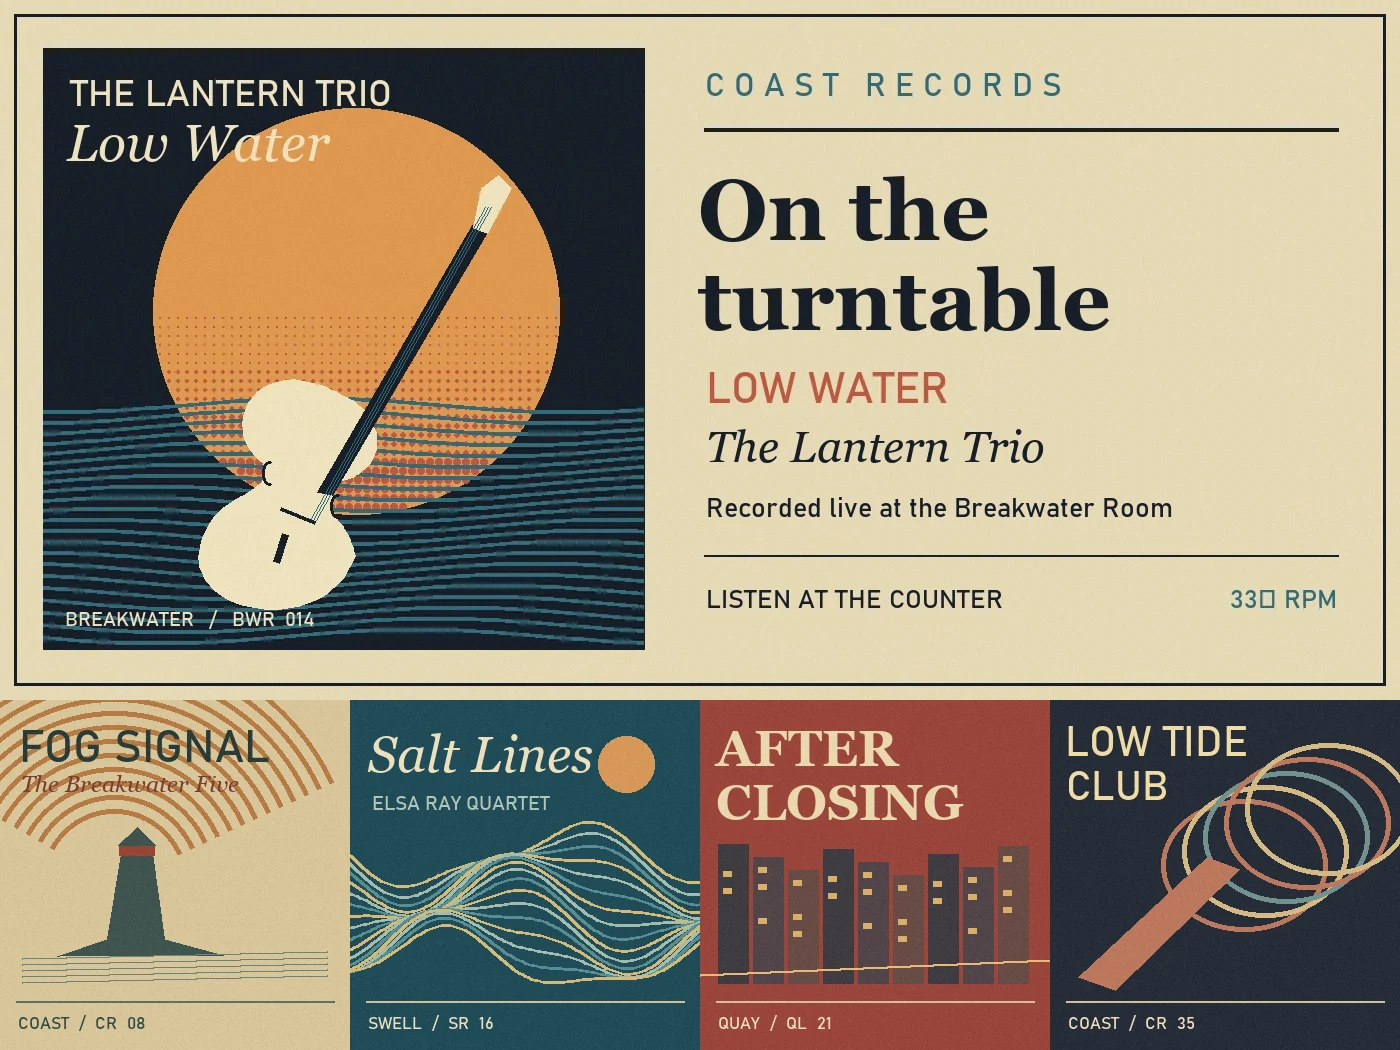 THE LANTERN TRIO
Low Water
BREAKWATER / BWR 014
COAST RECORDS
On the
turntable
LOW WATER
The Lantern Trio
Recorded live at the Breakwater Room
LISTEN AT THE COUNTER
33□ RPM
FOG SIGNAL
The Breakwater Five
COAST / CR 08
Salt Lines
ELSA RAY QUARTET
SWELL / SR 16
AFTER
CLOSING
QUAY / QL 21
LOW TIDE
CLUB
COAST / CR 35